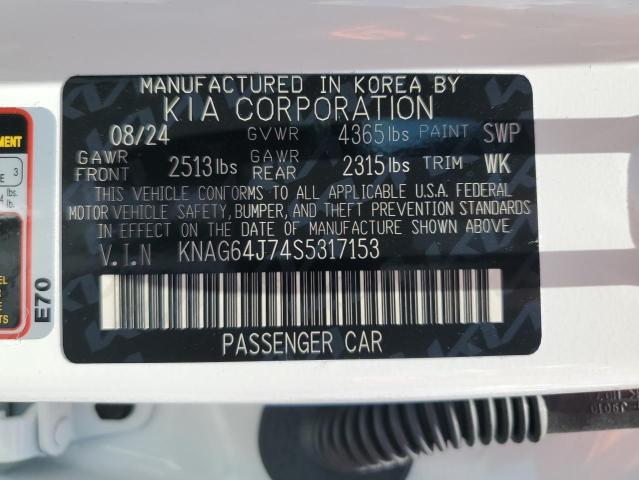 MANUFACTURED IN KOREA BY
KIA CORPORATION
08/24 GVWR 4365 lbs PAINT SWP
GAWR FRONT 2513 lbs GAWR REAR 2315 lbs TRIM WK
THIS VEHICLE CONFORMS TO ALL APPLICABLE U.S.A. FEDERAL
MOTOR VEHICLE SAFETY, BUMPER, AND THEFT PREVENTION STANDARDS
IN EFFECT ON THE DATE OF MANUFACTURE SHOWN ABOVE
V.I.N KNAG64J74S5317153
PASSENGER CAR
E70
3
lbs.